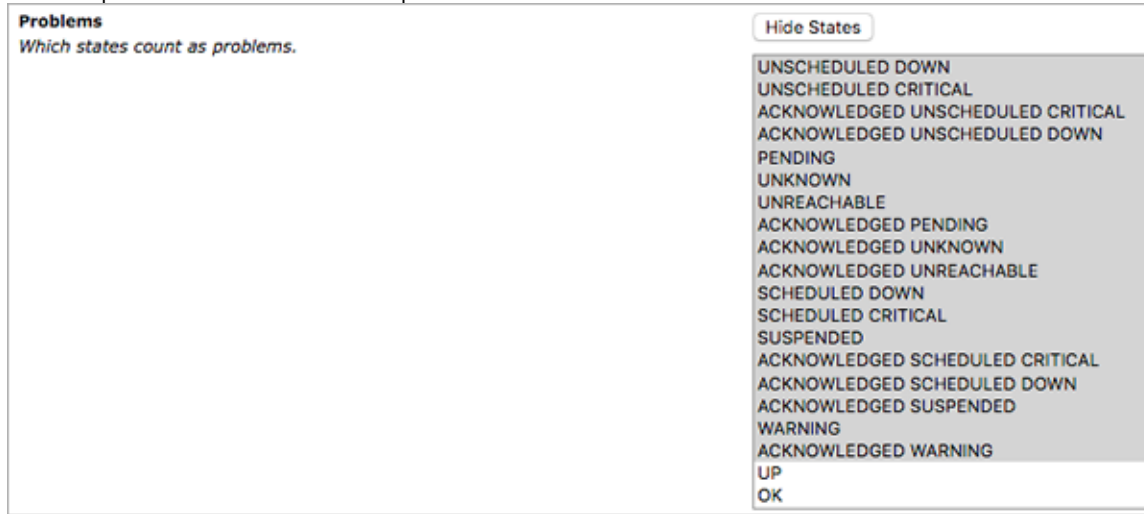 Problems
Which states count as problems.
Hide States
UNSCHEDULED DOWN
UNSCHEDULED CRITICAL
ACKNOWLEDGED UNSCHEDULED CRITICAL
ACKNOWLEDGED UNSCHEDULED DOWN
PENDING
UNKNOWN
UNREACHABLE
ACKNOWLEDGED PENDING
ACKNOWLEDGED UNKNOWN
ACKNOWLEDGED UNREACHABLE
SCHEDULED DOWN
SCHEDULED CRITICAL
SUSPENDED
ACKNOWLEDGED SCHEDULED CRITICAL
ACKNOWLEDGED SCHEDULED DOWN
ACKNOWLEDGED SUSPENDED
WARNING
ACKNOWLEDGED WARNING
UP
OK